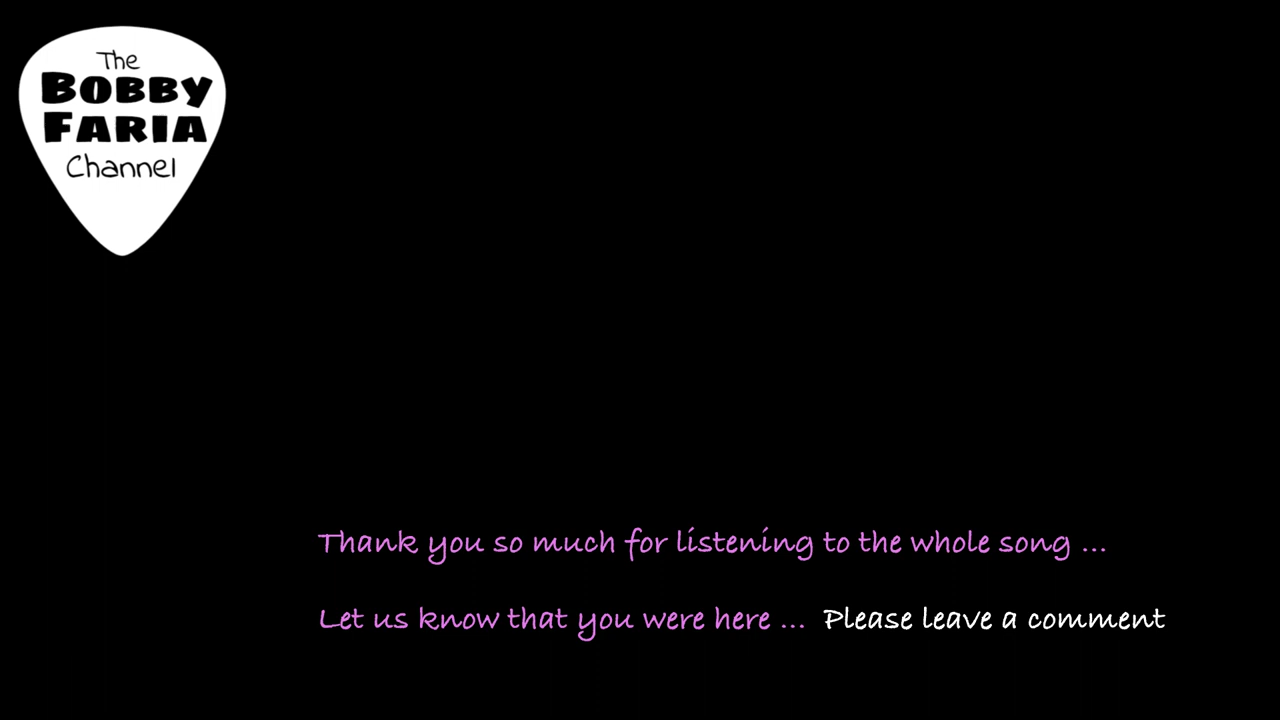 The
BOBBY
FARIA
Channel
Thank you so much for listening to the whole song ...
Let us know that you were here ... Please leave a comment